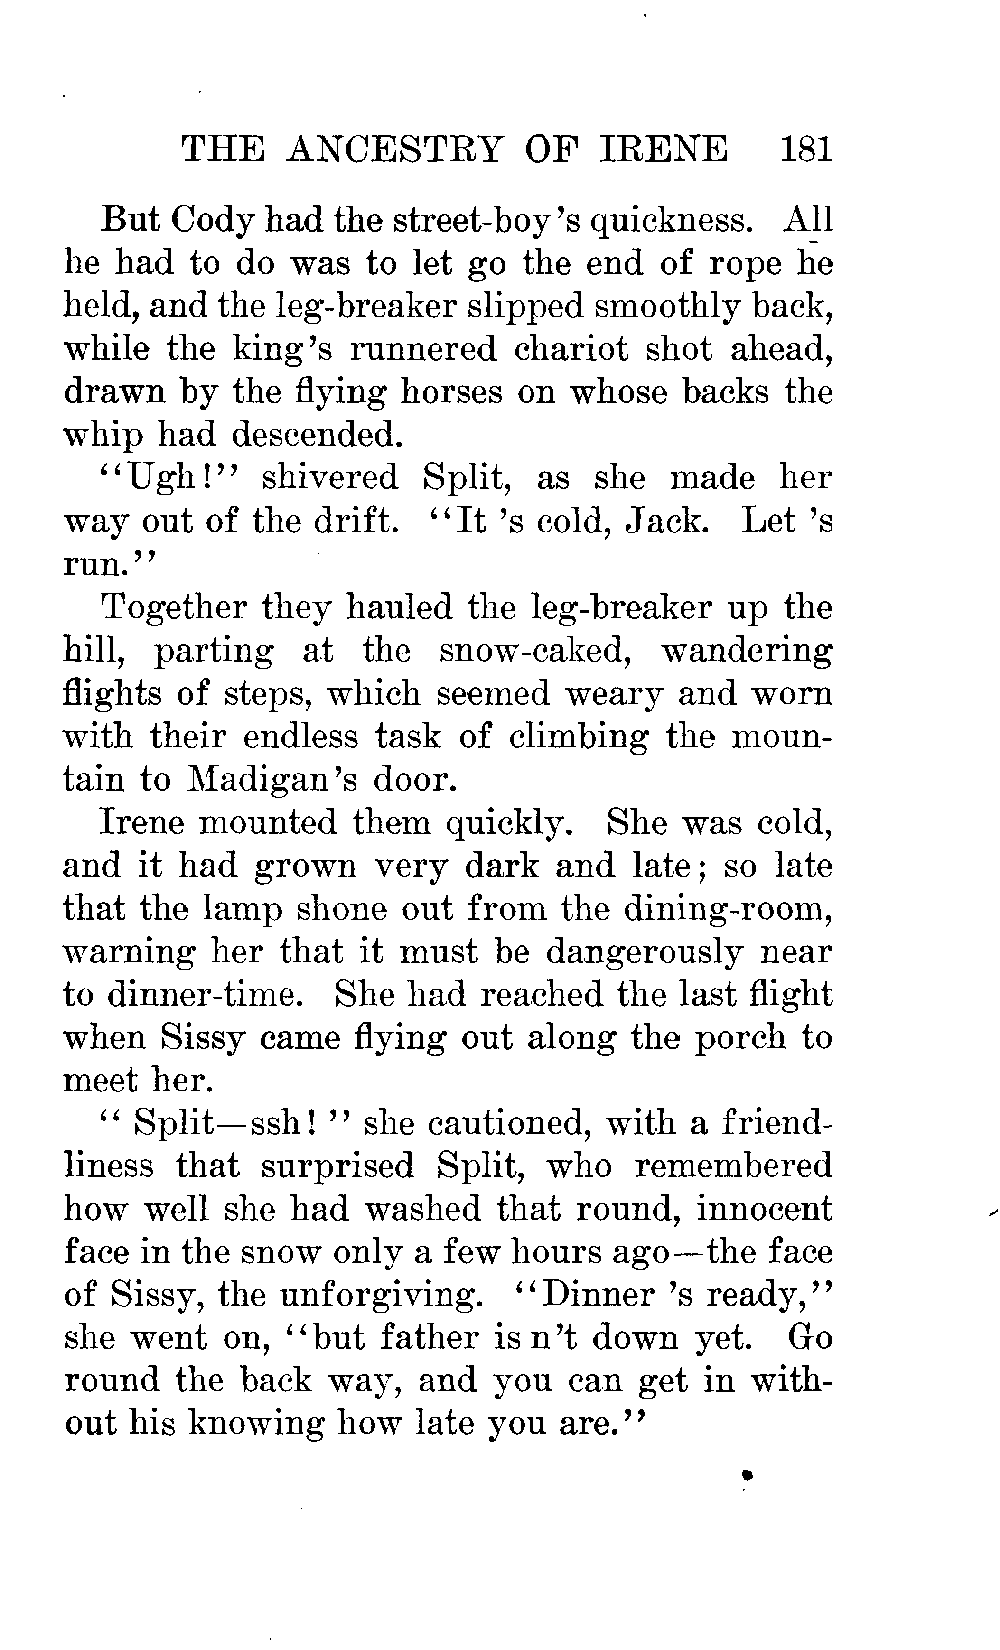 THE ANCESTRY OF IRENE 181
But Cody had the street-boy's quickness. All
he had to do was to let go the end of rope he
held, and the leg-breaker slipped smoothly back,
while the king's runnered chariot shot ahead,
drawn by the flying horses on whose backs the
whip had descended.
"Ugh!" shivered Split, as she made her
way out of the drift. "It 's cold, Jack. Let 's
run."
Together they hauled the leg-breaker up the
hill, parting at the snow-caked, wandering
flights of steps, which seemed weary and worn
with their endless task of climbing the moun-
tain to Madigan's door.
Irene mounted them quickly. She was cold,
and it had grown very dark and late; so late
that the lamp shone out from the dining-room,
warning her that it must be dangerously near
to dinner-time. She had reached the last flight
when Sissy came flying out along the porch to
meet her.
" Split—ssh! " she cautioned, with a friend-
liness that surprised Split, who remembered
how well she had washed that round, innocent
face in the snow only a few hours ago—the face
of Sissy, the unforgiving. "Dinner 's ready,"
she went on, "but father is n't down yet. Go
round the back way, and you can get in with-
out his knowing how late you are."